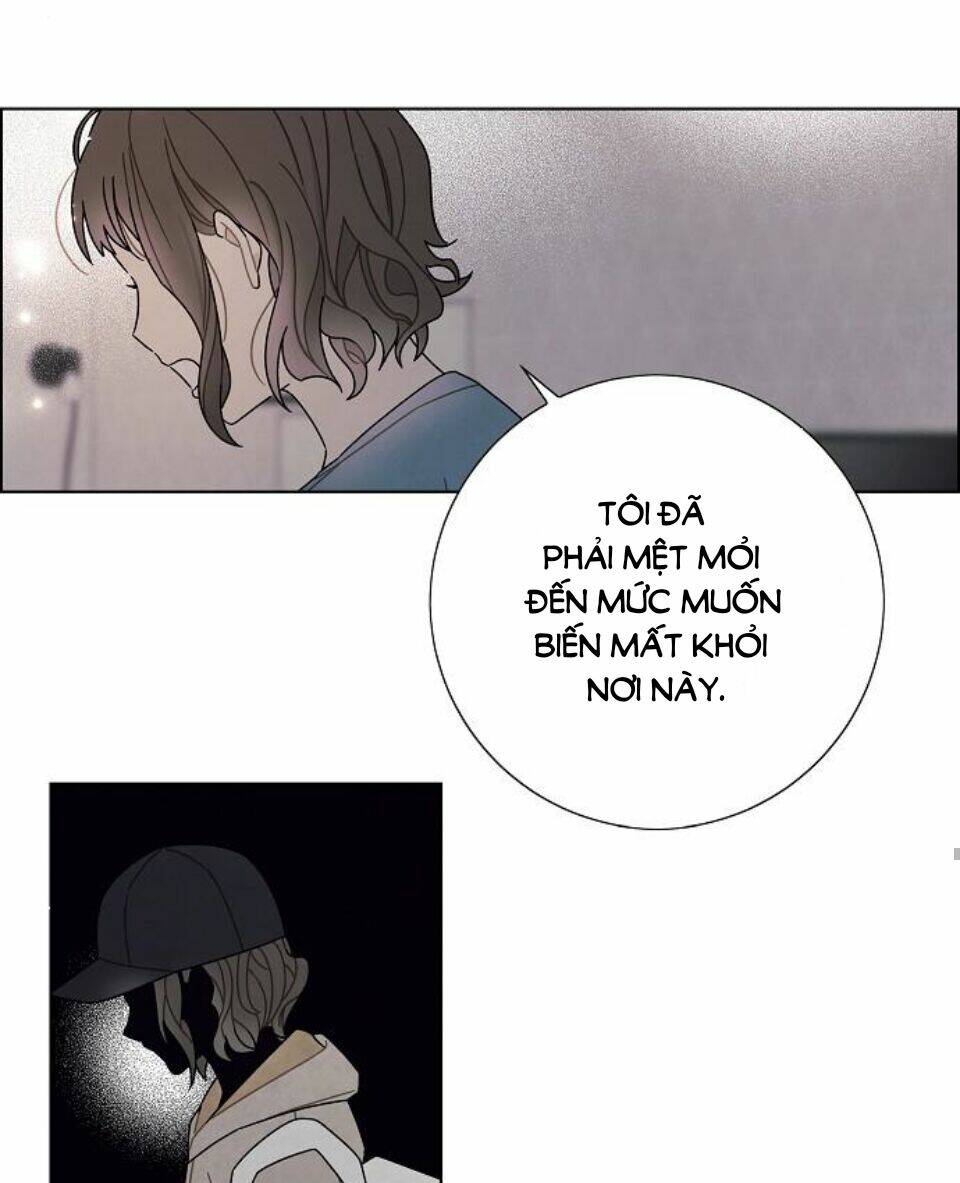 TÔI ĐÃ
PHẢI MỆT MỎI
ĐẾN MỨC MUỐN
BIẾN MẤT KHỎI
NƠI NÀY.